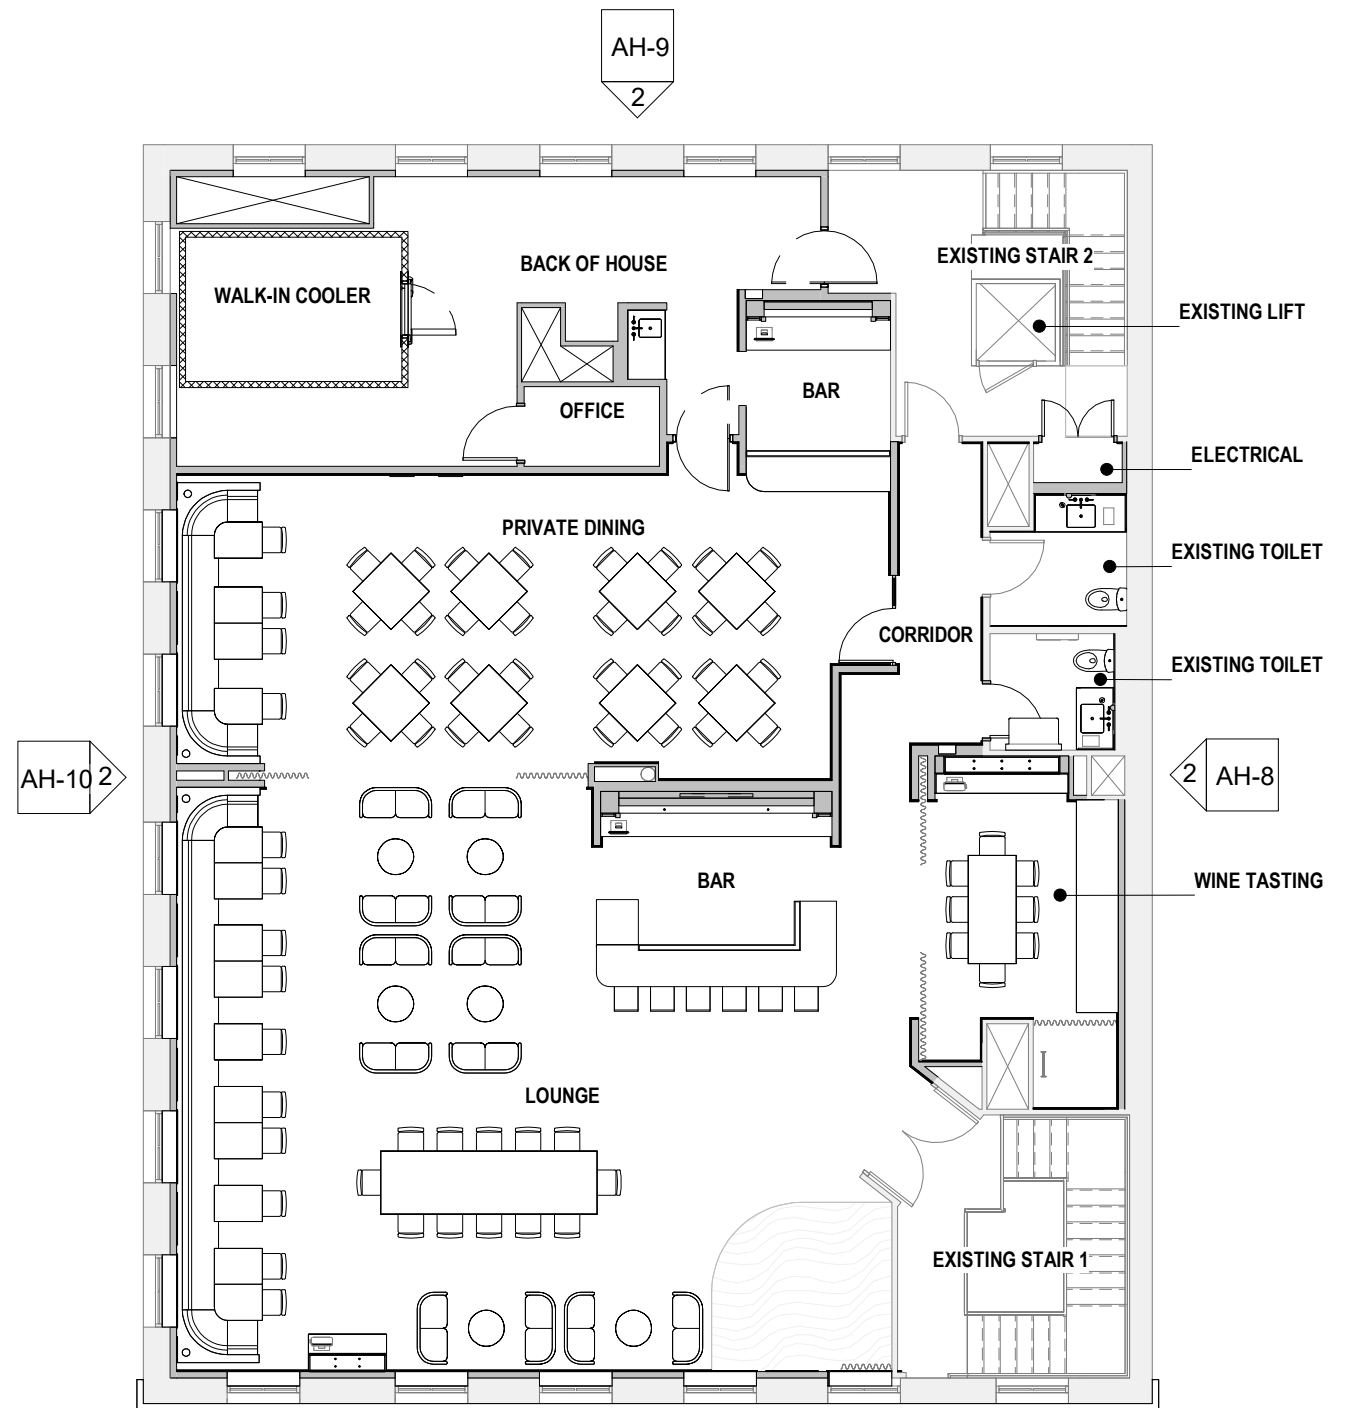 AH-9
2
EXISTING STAIR 2
BACK OF HOUSE
WALK-IN COOLER
EXISTING LIFT
BAR
OFFICE
ELECTRICAL
PRIVATE DINING
EXISTING TOILET
CORRIDOR
EXISTING TOILET
AH-10 2
2 AH-8
BAR
WINE TASTING
LOUNGE
EXISTING STAIR 1